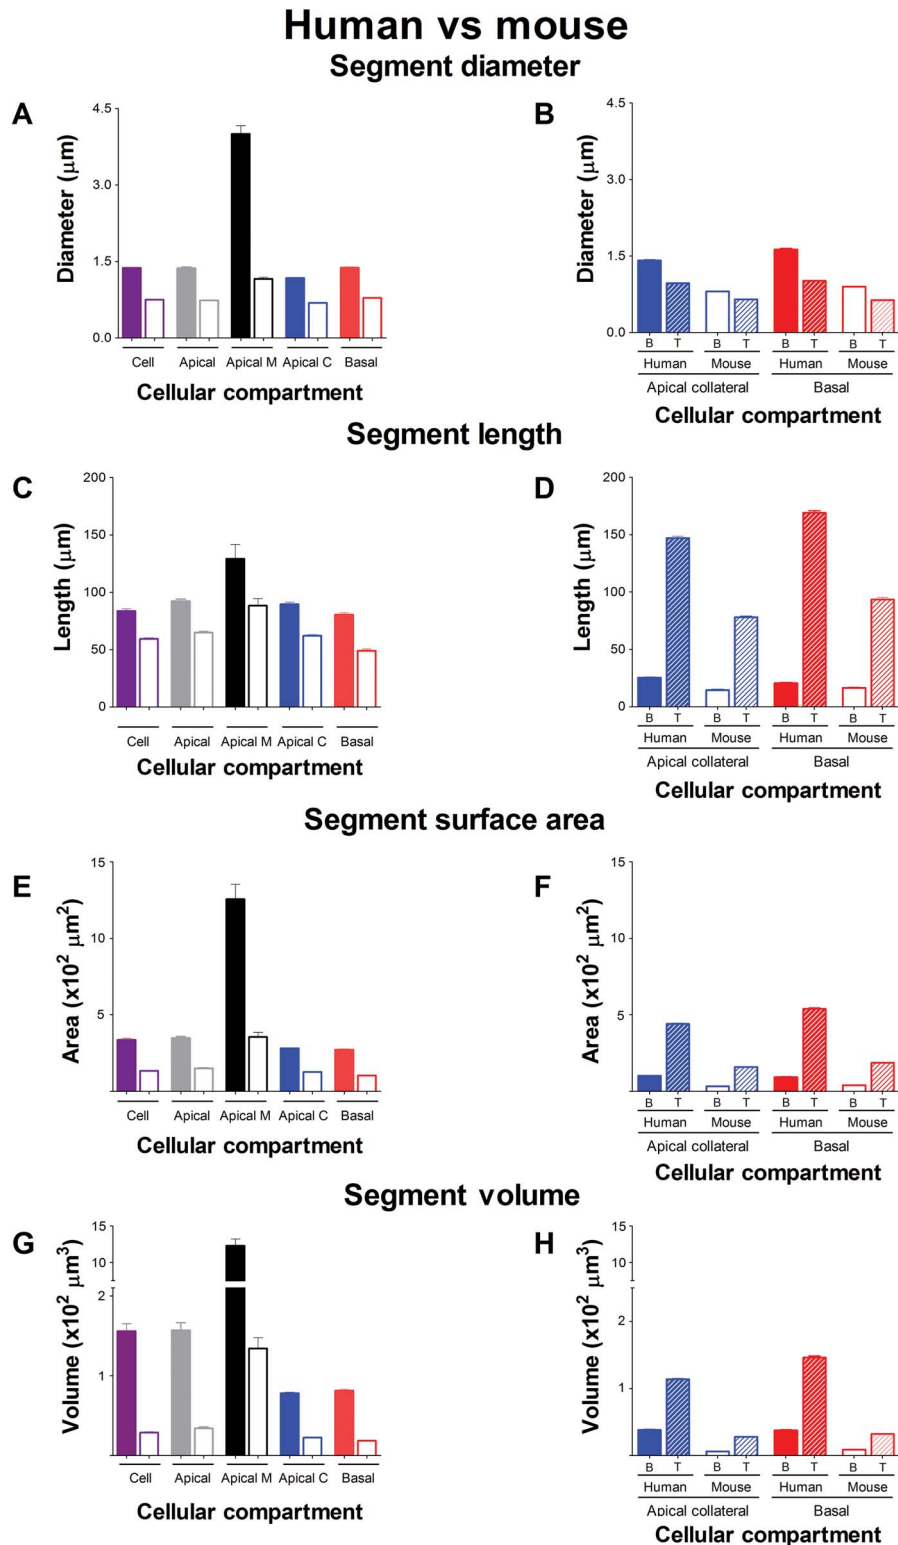 Human vs mouse
Segment diameter
A
Diameter (μm)
4.5
3.0
1.5
0.0
Cell Apical Apical M Apical C Basal
Cellular compartment
B
Diameter (μm)
4.5
3.0
1.5
0.0
B T B T B T B T
Human Mouse Human Mouse
Apical collateral Basal
Cellular compartment
Segment length
C
Length (μm)
200
150
100
50
0
Cell Apical Apical M Apical C Basal
Cellular compartment
D
Length (μm)
200
150
100
50
0
B T B T B T B T
Human Mouse Human Mouse
Apical collateral Basal
Cellular compartment
Segment surface area
E
Area (x10² μm²)
15
10
5
Cell Apical Apical M Apical C Basal
Cellular compartment
F
Area (x10² μm²)
15
10
5
B T B T B T B T
Human Mouse Human Mouse
Apical collateral Basal
Cellular compartment
Segment volume
G
Volume (x10² μm³)
15
10
2
1
Cell Apical Apical M Apical C Basal
Cellular compartment
H
Volume (x10² μm³)
15
10
2
1
B T B T B T B T
Human Mouse Human Mouse
Apical collateral Basal
Cellular compartment